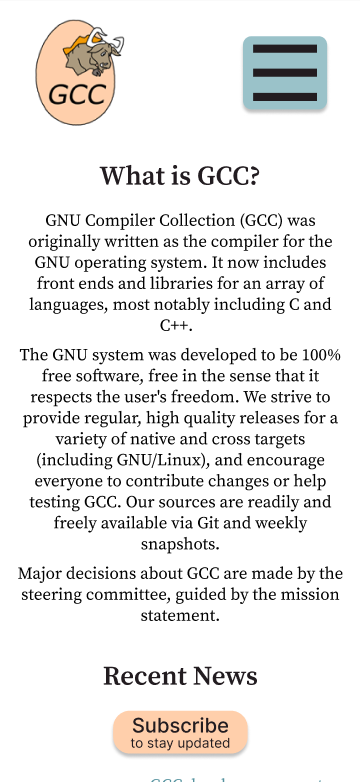 GCC
What is GCC?
GNU Compiler Collection (GCC) was
originally written as the compiler for the
GNU operating system. It now includes
front ends and libraries for an array of
languages, most notably including C and
C++.
The GNU system was developed to be 100%
free software, free in the sense that it
respects the user's freedom. We strive to
provide regular, high quality releases for a
variety of native and cross targets
(including GNU/Linux), and encourage
everyone to contribute changes or help
testing GCC. Our sources are readily and
freely available via Git and weekly
snapshots.
Major decisions about GCC are made by the
steering committee, guided by the mission
statement.
Recent News
Subscribe
to stay updated